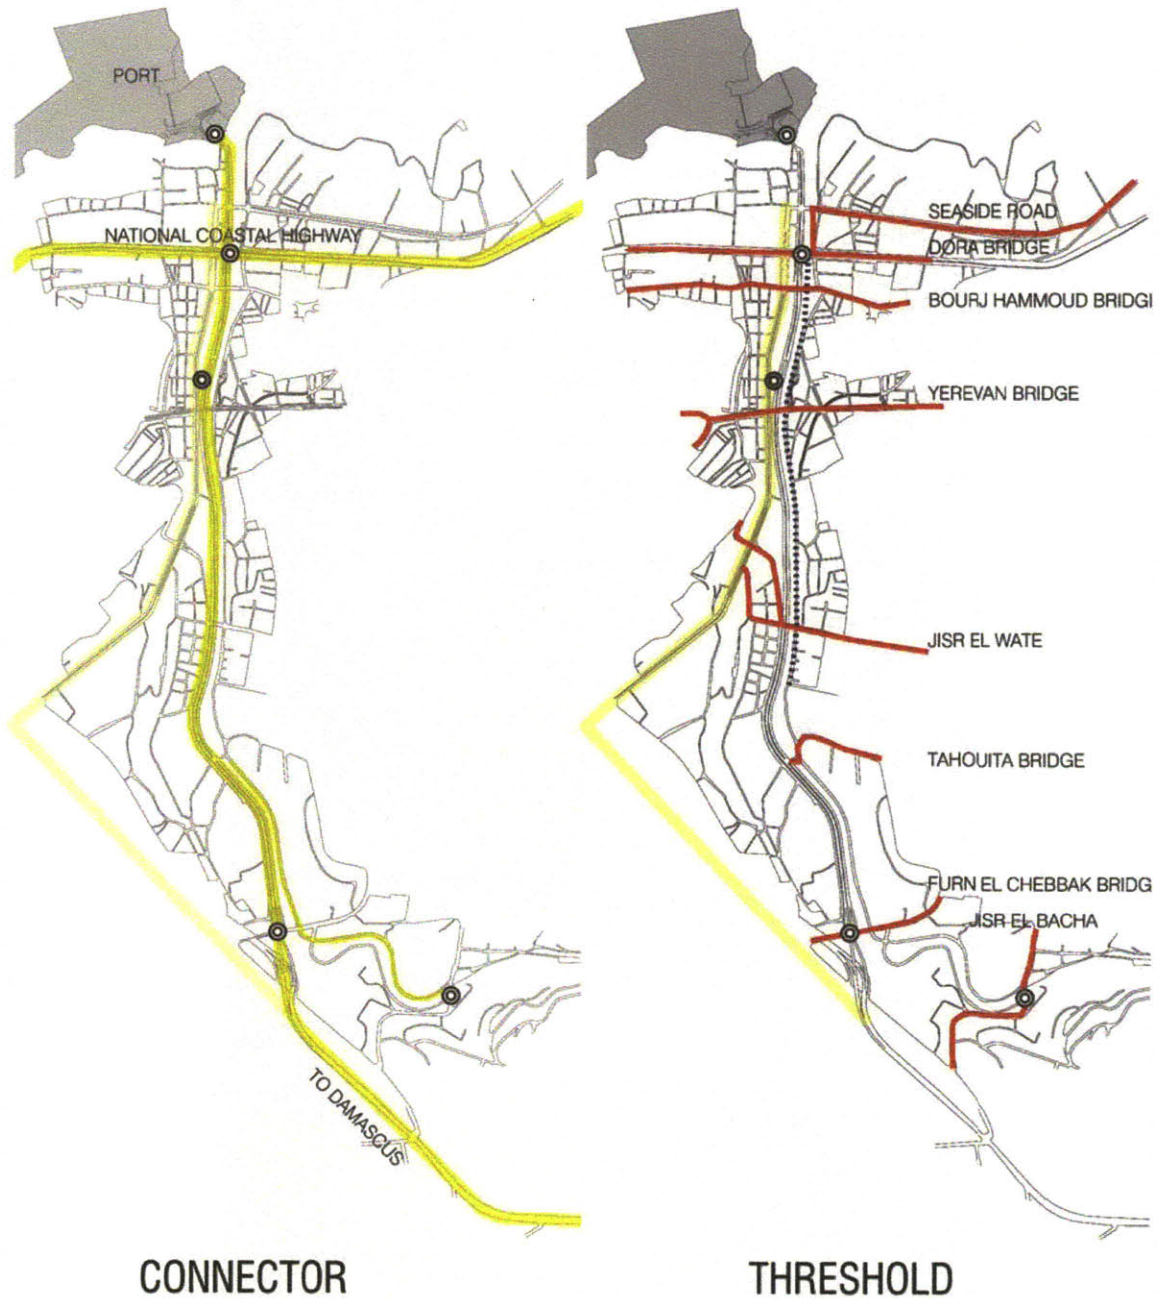 PORT
NATIONAL COASTAL HIGHWAY
TO DAMASCUS
CONNECTOR
SEASIDE ROAD
DORA BRIDGE
BOURJ HAMMOUD BRIDGI
YEREVAN BRIDGE
JISR EL WATE
TAHOUITA BRIDGE
FURN EL CHEBBAK BRIDG
JISR EL BACHA
THRESHOLD